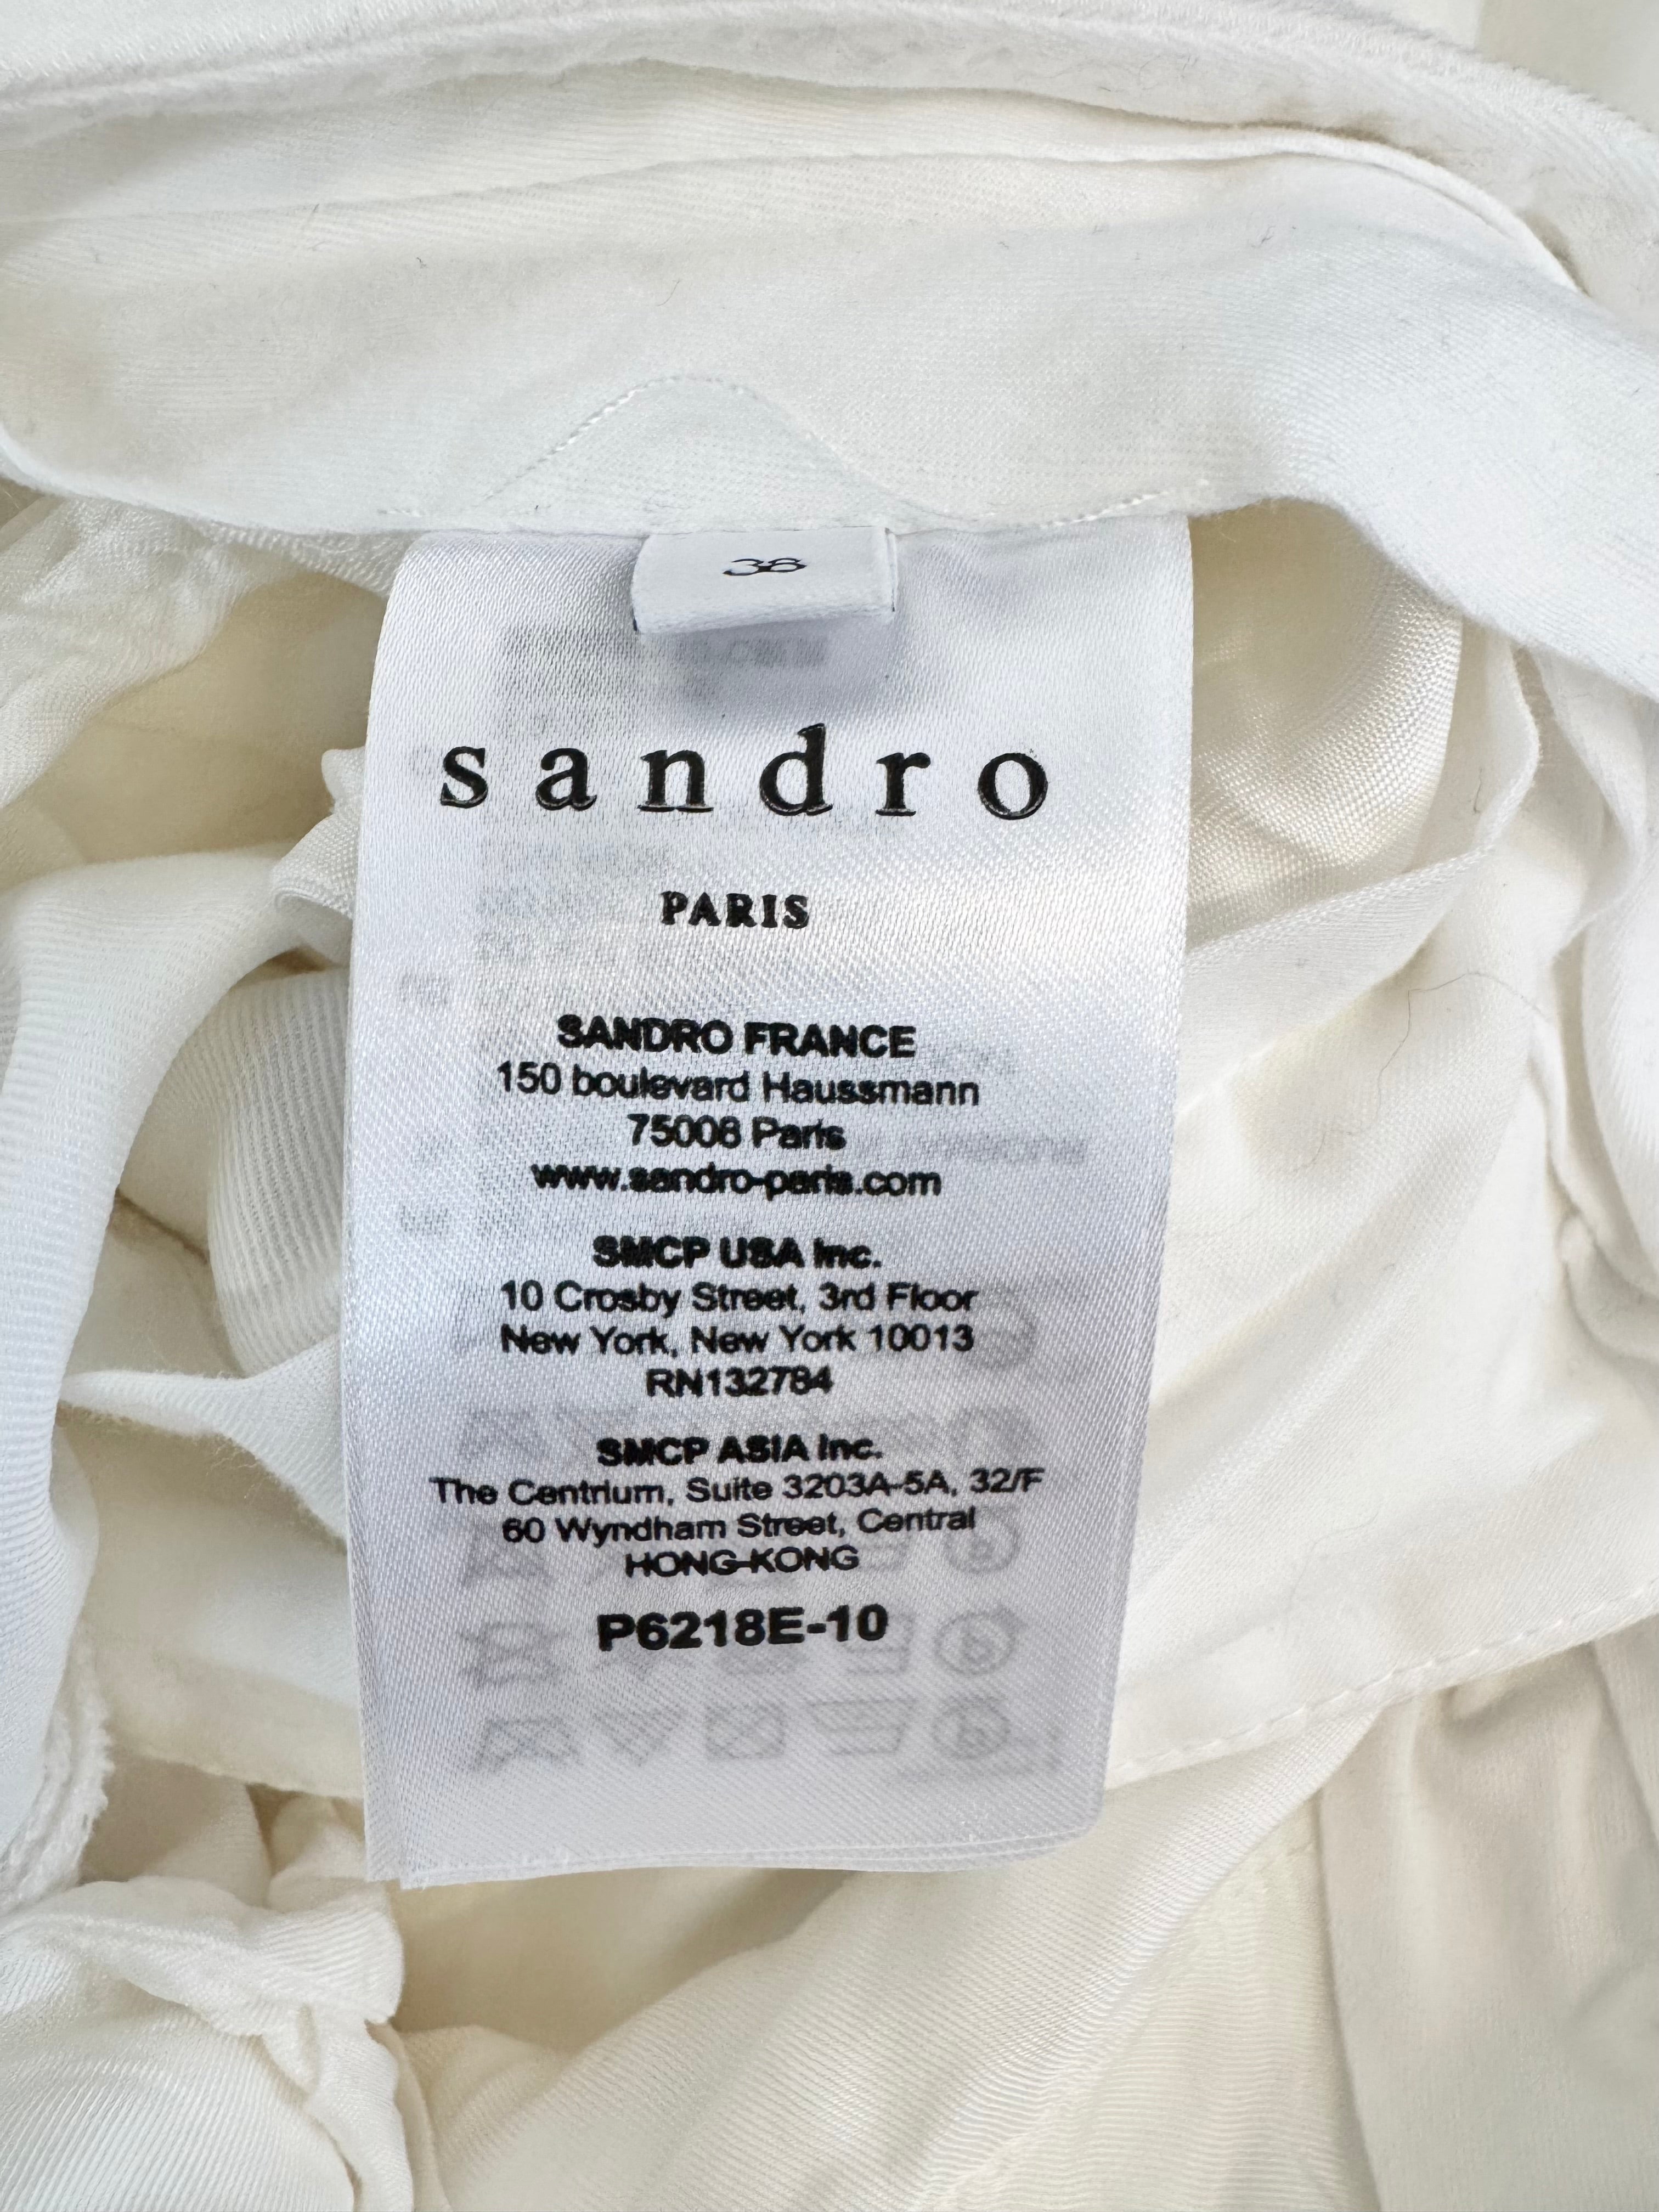 36
sandro
PARIS
SANDRO FRANCE
150 boulevard Haussmann
75008 Paris
www.sandro-paris.com
SMCP USA Inc.
10 Crosby Street, 3rd Floor
New York, New York 10013
RN132784
SMCP ASIA Inc.
The Centrium, Suite 3203A-5A, 32/F
60 Wyndham Street, Central
HONG-KONG
P6218E-10